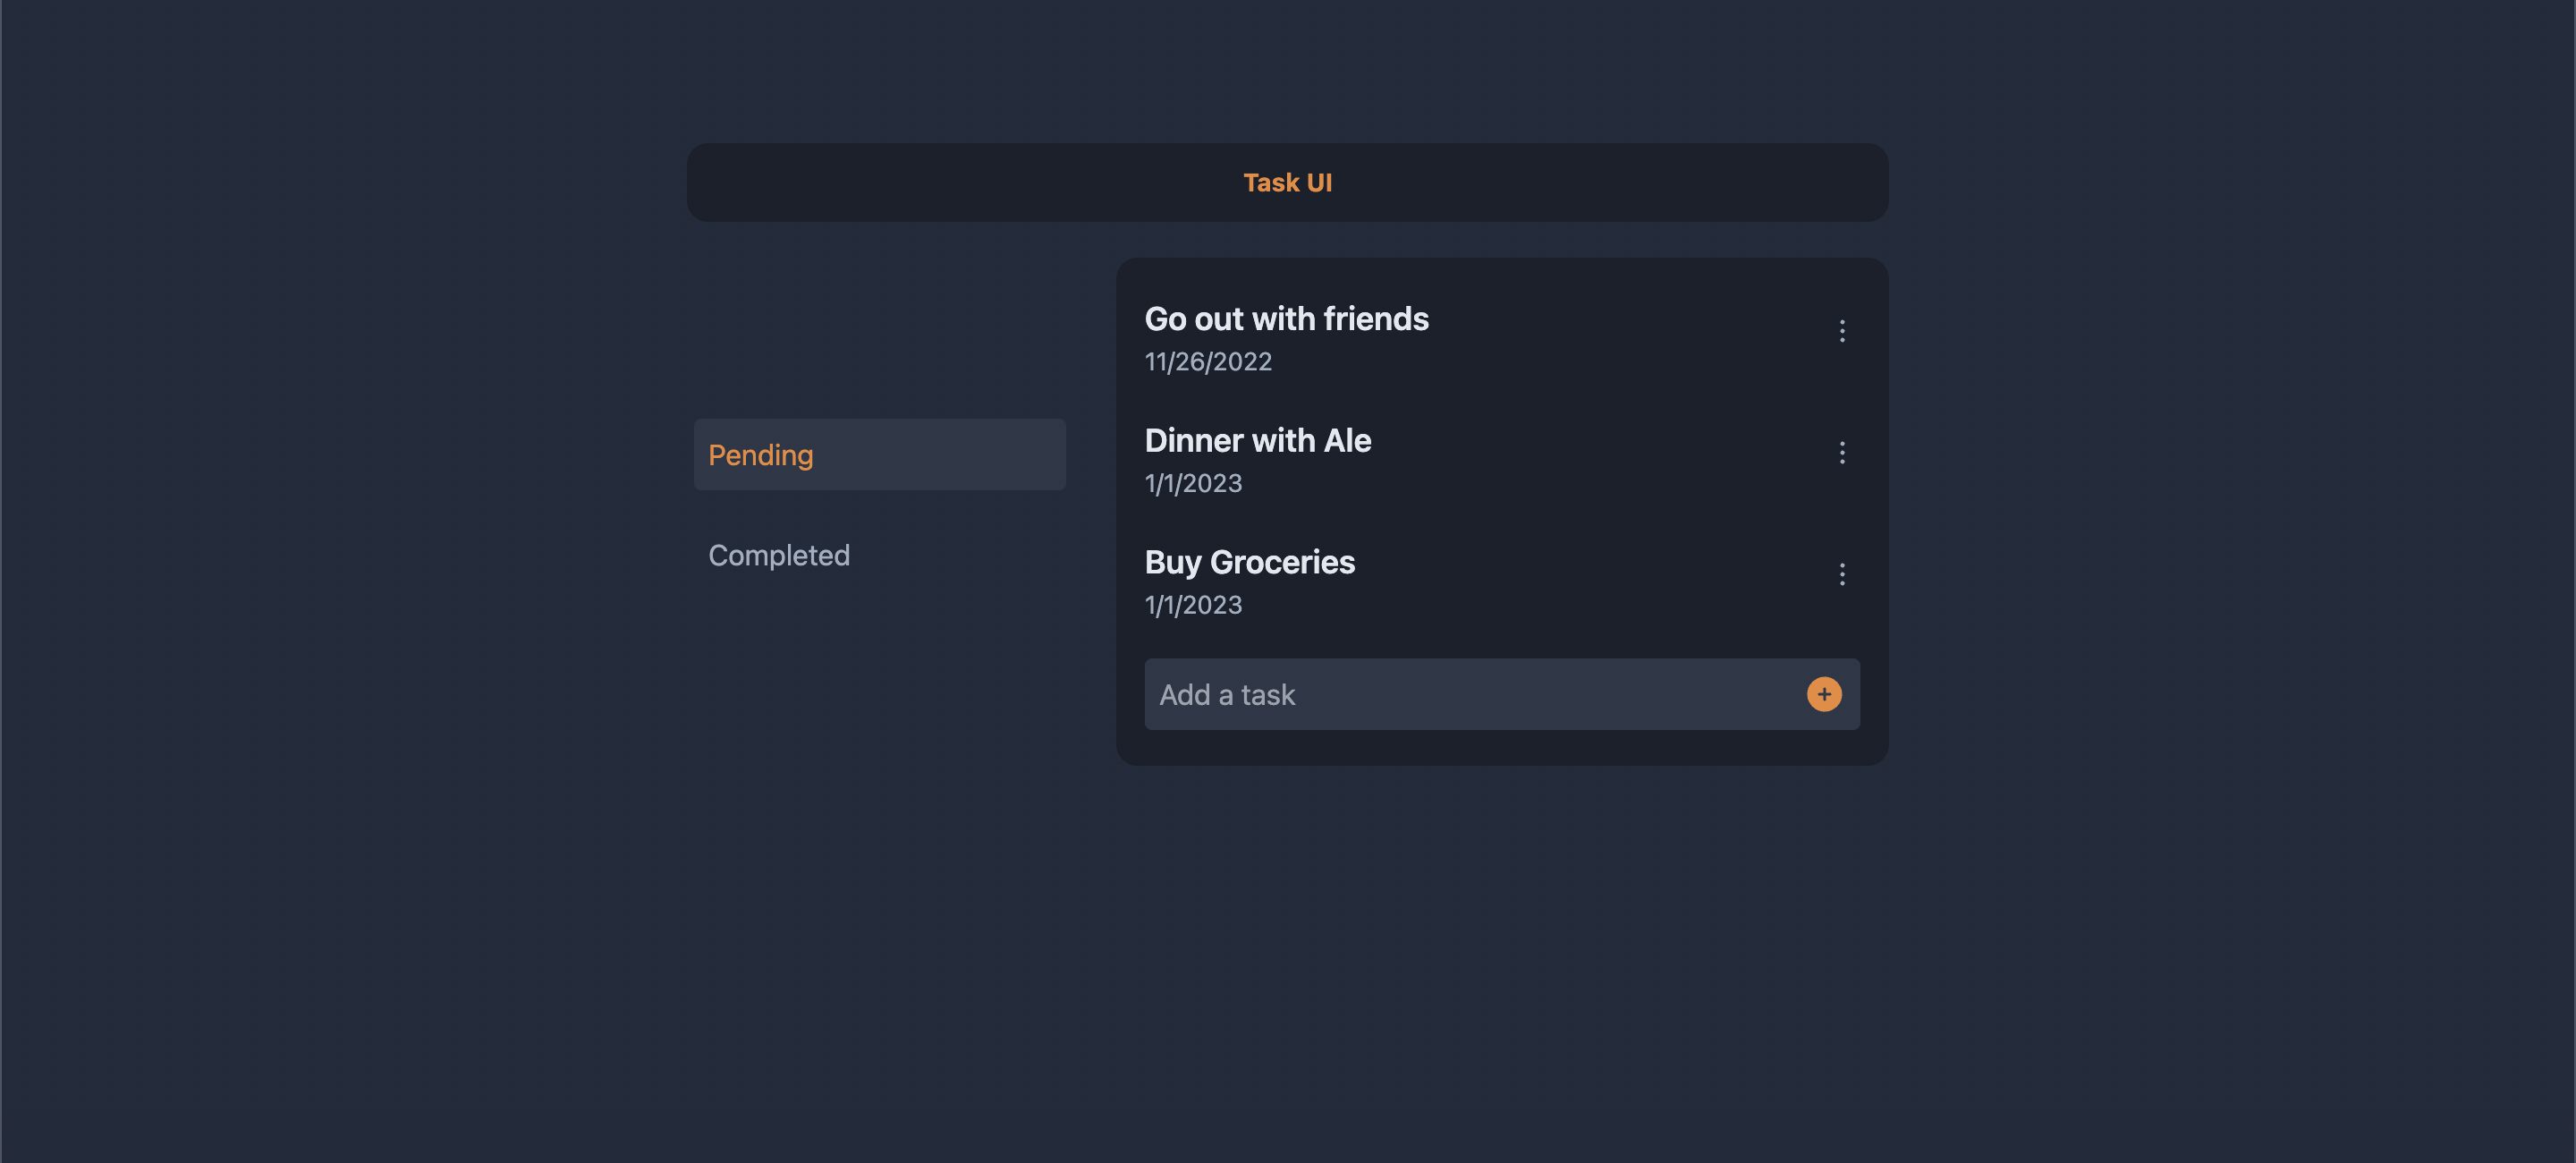 Task UI
Pending
Completed
Go out with friends
11/26/2022
Dinner with Ale
1/1/2023
Buy Groceries
1/1/2023
Add a task